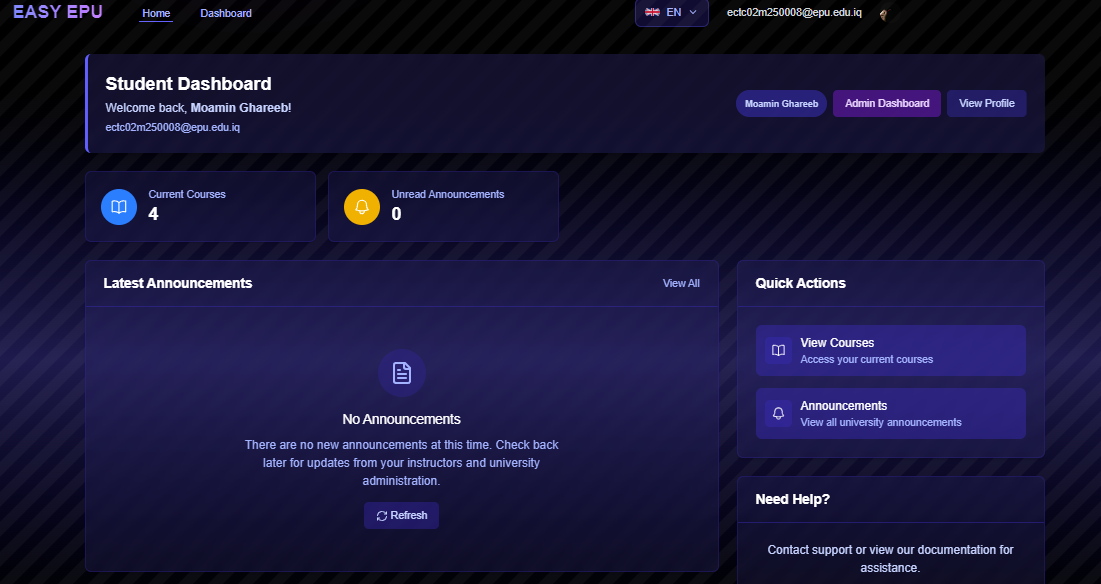 EASY EPU
Home
Dashboard
EN
ectc02m250008@epu.edu.iq
Student Dashboard
Welcome back, Moamin Ghareeb!
ectc02m250008@epu.edu.iq
Moamin Ghareeb
Admin Dashboard
View Profile
Current Courses
4
Unread Announcements
0
Latest Announcements
View All
No Announcements
There are no new announcements at this time. Check back
later for updates from your instructors and university
administration.
Refresh
Quick Actions
View Courses
Access your current courses
Announcements
View all university announcements
Need Help?
Contact support or view our documentation for
assistance.